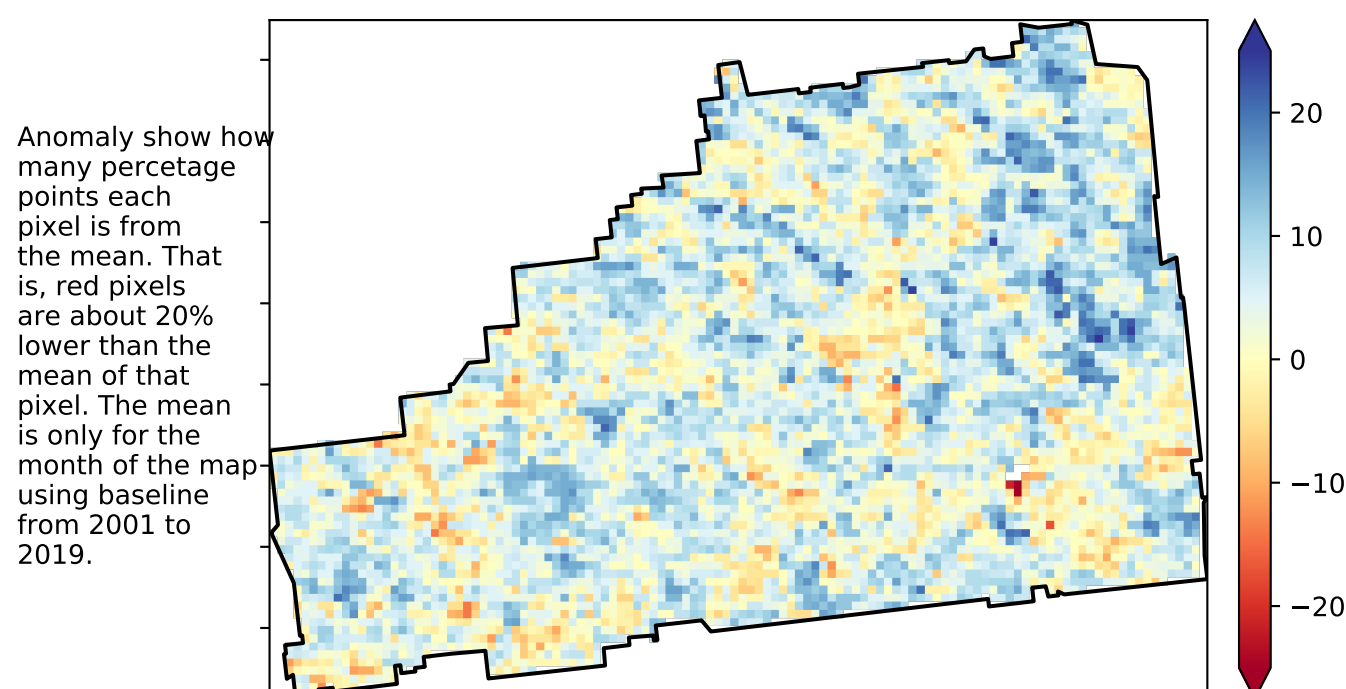 Anomaly show how
many percetage
points each
pixel is from
the mean. That
is, red pixels
are about 20%
lower than the
mean of that
pixel. The mean
is only for the
month of the map
using baseline
from 2001 to
2019.
20
10
0
−10
−20